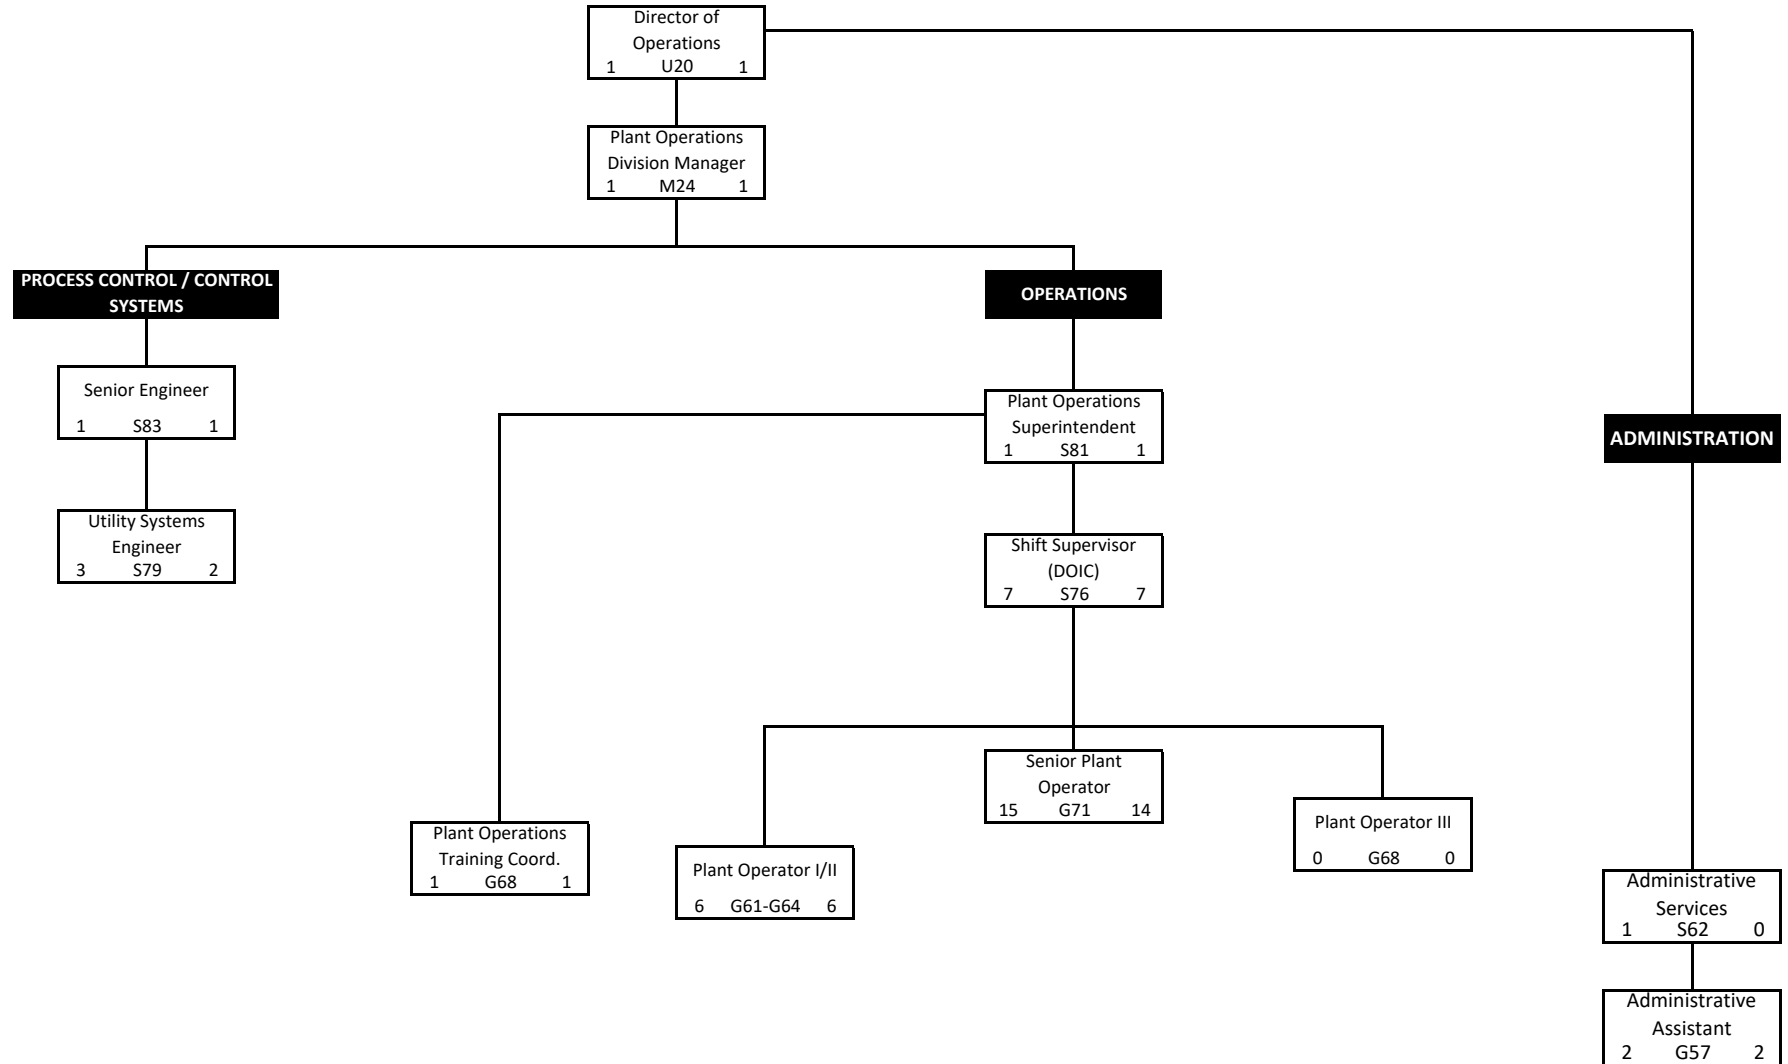 Director of
Operations
1 U20 1
Plant Operations
Division Manager
1 M24 1
PROCESS CONTROL / CONTROL
SYSTEMS
Senior Engineer
1 S83 1
Utility Systems
Engineer
3 S79 2
OPERATIONS
Plant Operations
Superintendent
1 S81 1
Shift Supervisor
(DOIC)
7 S76 7
Plant Operations
Training Coord.
1 G68 1
Plant Operator I/II
6 G61-G64 6
Senior Plant
Operator
15 G71 14
Plant Operator III
0 G68 0
ADMINISTRATION
Administrative
Services
1 S62 0
Administrative
Assistant
2 G57 2